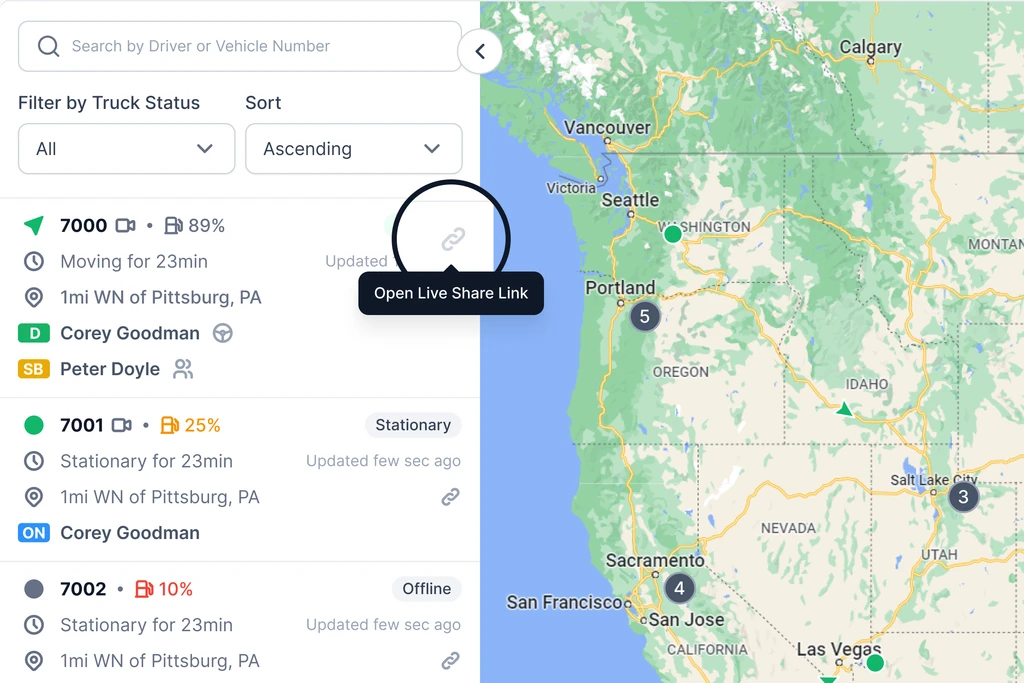 Search by Driver or Vehicle Number
Filter by Truck Status
Sort
All
Ascending
7000 • 89%
Moving for 23min
Updated
1mi WN of Pittsburg, PA
Open Live Share Link
D Corey Goodman
SB Peter Doyle
7001 • 25%
Stationary
Stationary for 23min
Updated few sec ago
1mi WN of Pittsburg, PA
ON Corey Goodman
7002 • 10%
Offline
Stationary for 23min
Updated few sec ago
1mi WN of Pittsburg, PA
Calgary
Vancouver
Victoria
Seattle
WASHINGTON
MONTAN
Portland
5
OREGON
IDAHO
Salt Lake City
3
NEVADA
UTAH
Sacramento
4
San Francisco
San Jose
CALIFORNIA
Las Vegas